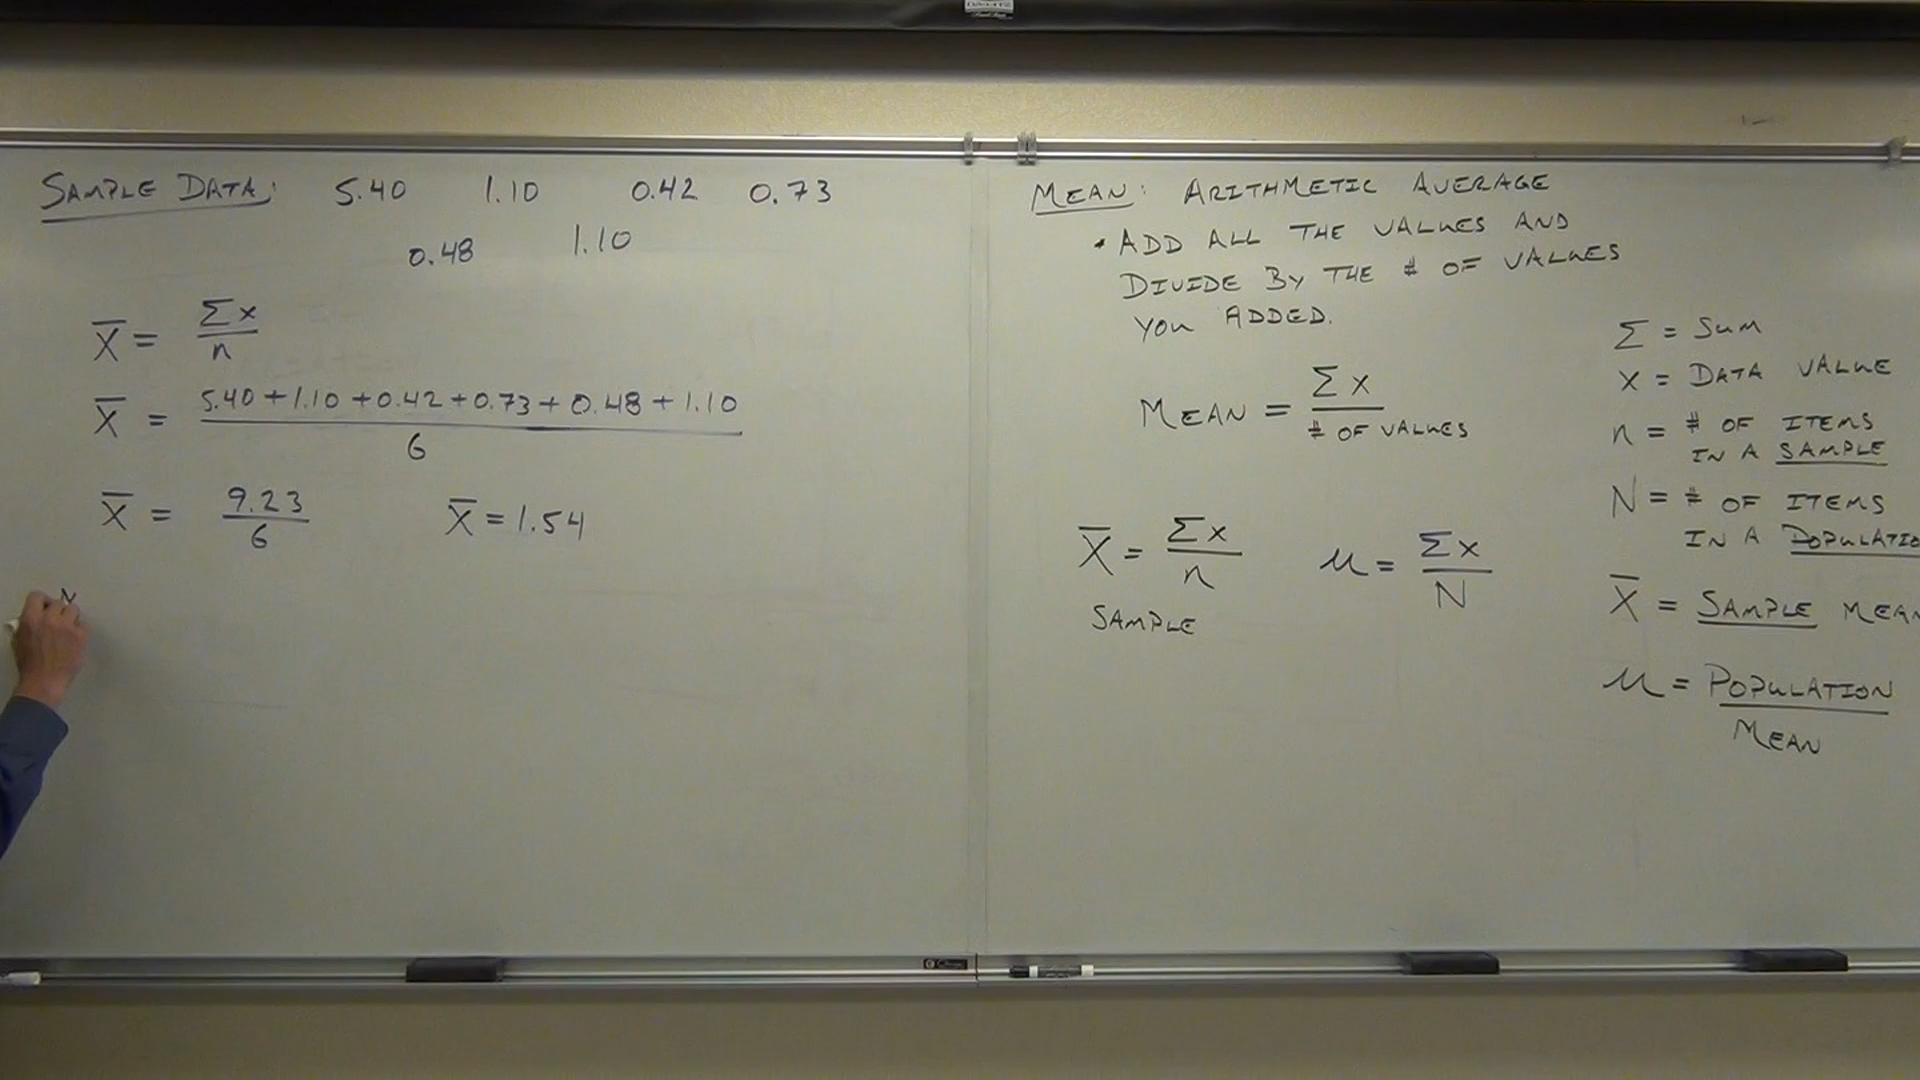 SAMPLE DATA: 5.40 1.10 0.42 0.73
0.48 1.10
X̄ = Σx / n
X̄ = 5.40 + 1.10 + 0.42 + 0.73 + 0.48 + 1.10 / 6
X̄ = 9.23 / 6 X̄ = 1.54
MEAN: ARITHMETIC AVERAGE
• ADD ALL THE VALUES AND
DIVIDE BY THE # OF VALUES
YOU ADDED.
MEAN = Σx / # OF VALUES
X̄ = Σx / n μ = Σx / N
SAMPLE
Σ = SUM
X = DATA VALUE
n = # OF ITEMS
IN A SAMPLE
N = # OF ITEMS
IN A POPULATIO
X̄ = SAMPLE MEAN
μ = POPULATION
MEAN